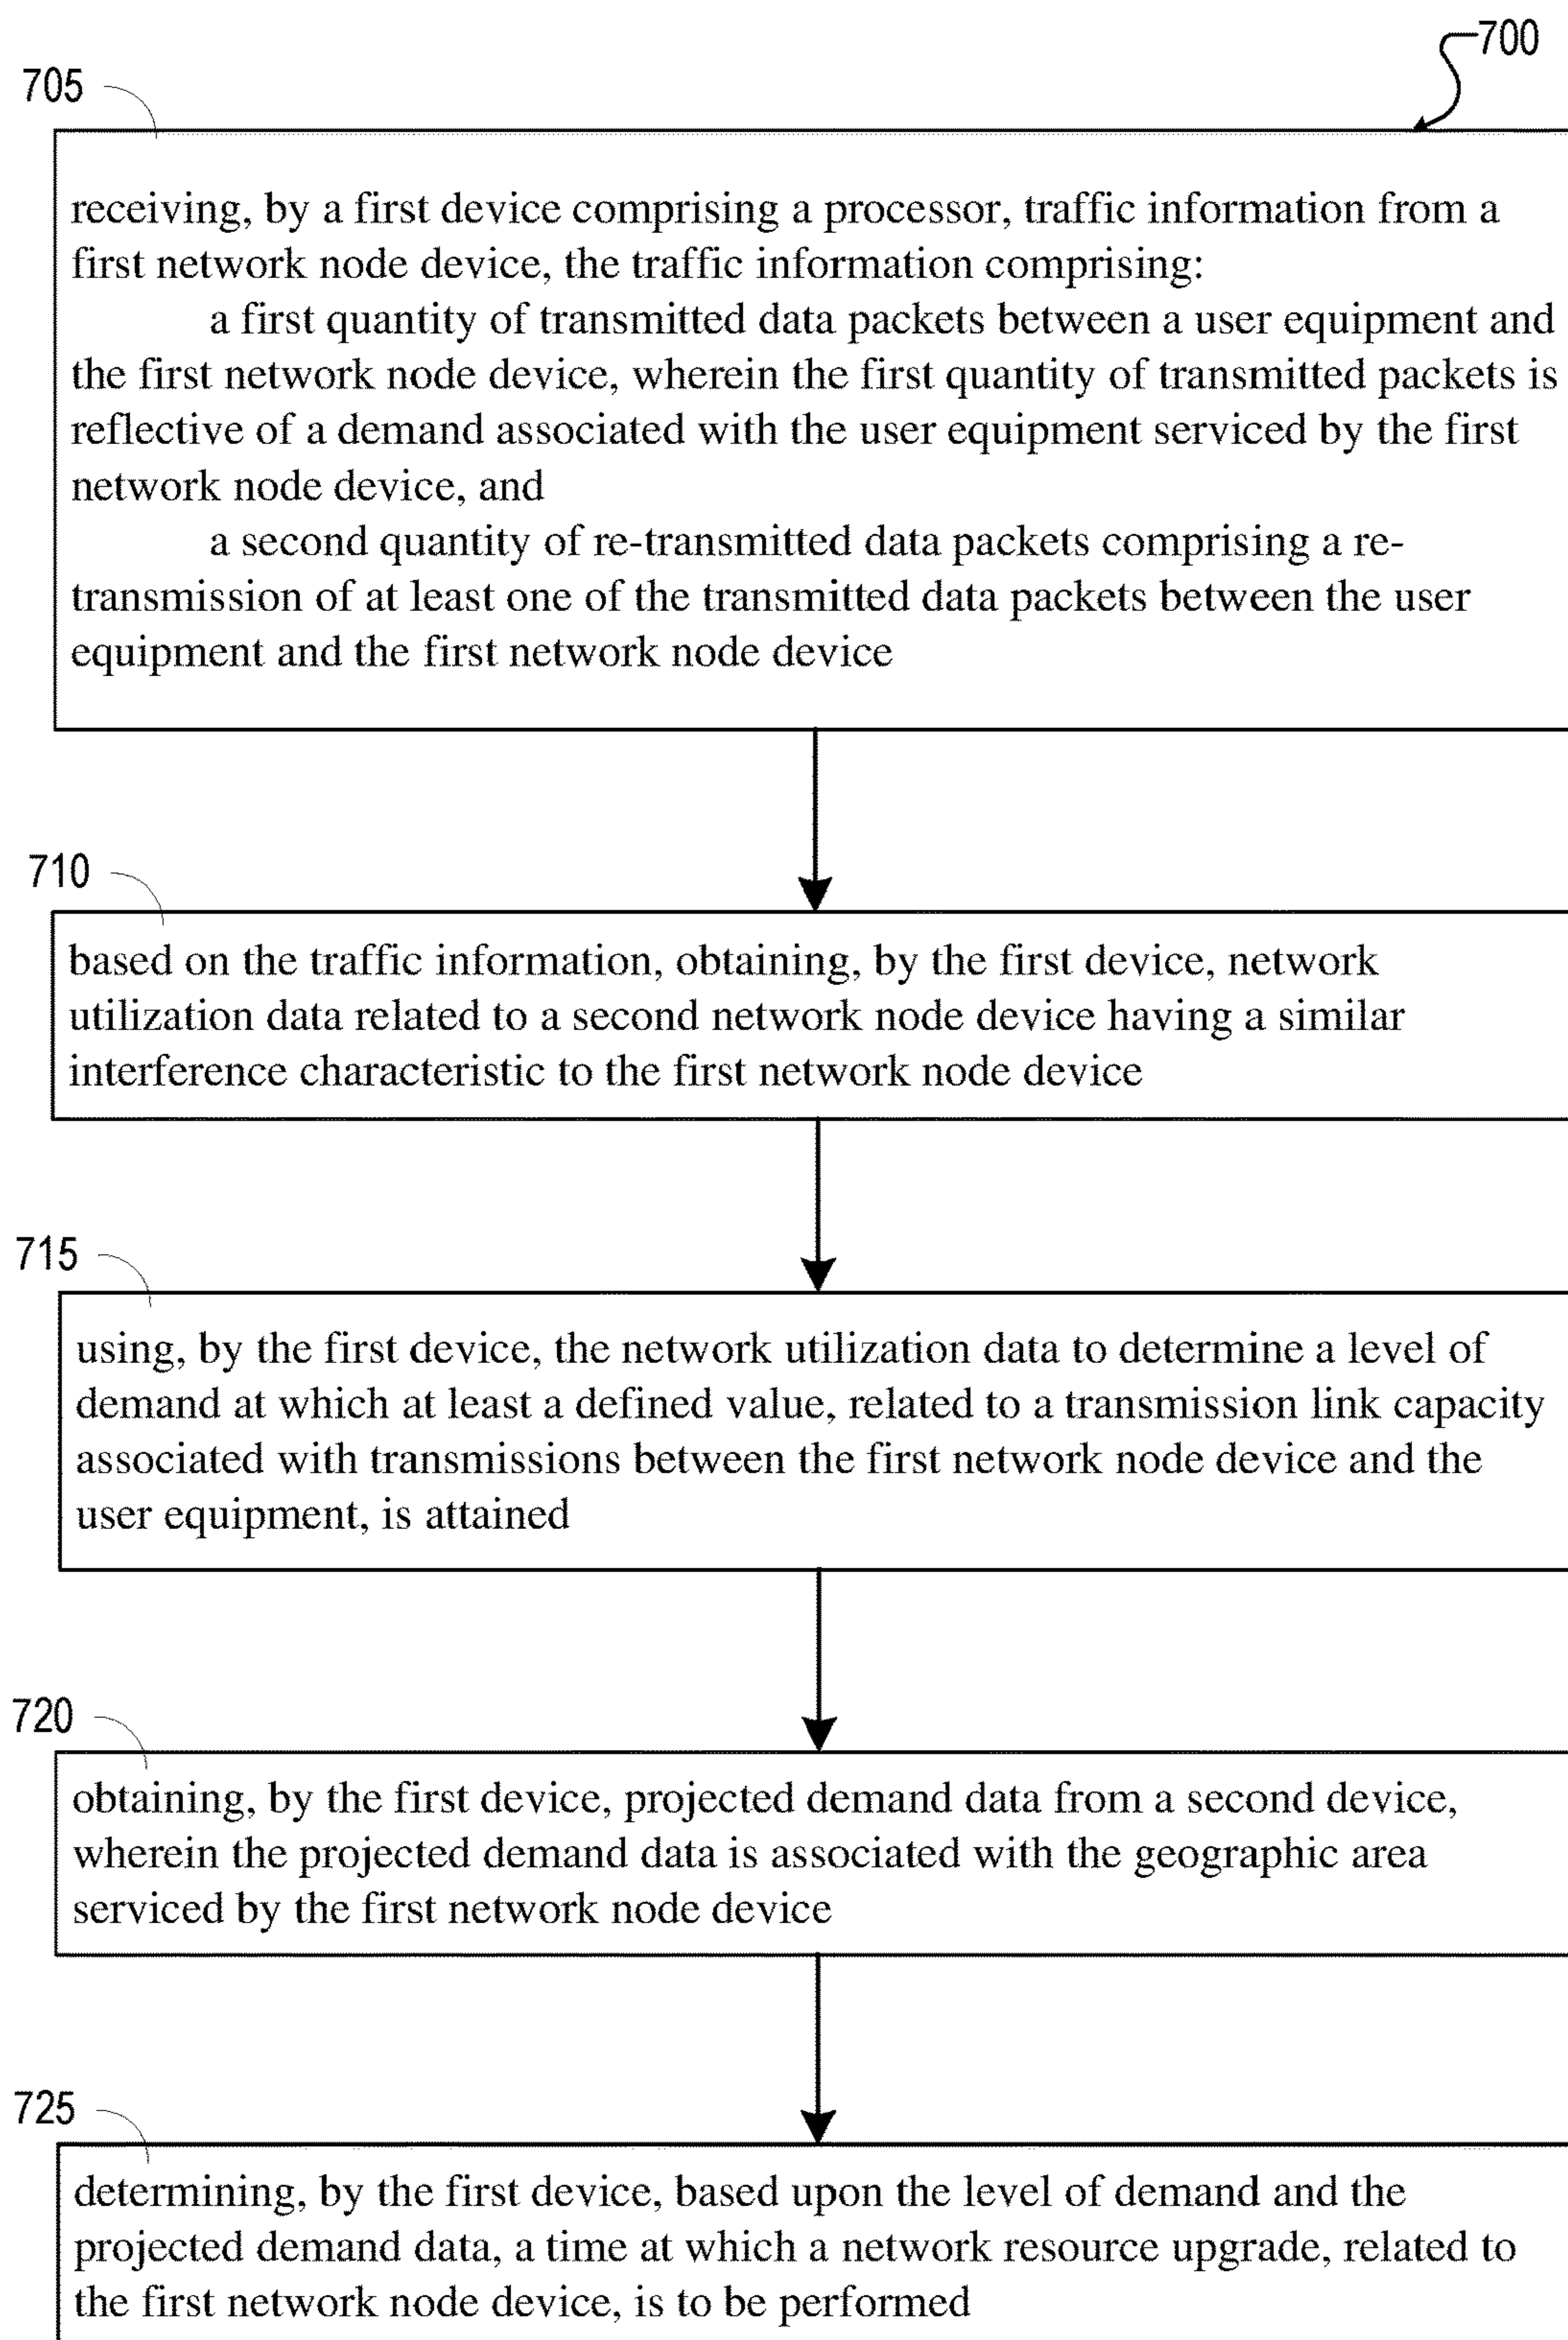 700
705
receiving, by a first device comprising a processor, traffic information from a
first network node device, the traffic information comprising:
a first quantity of transmitted data packets between a user equipment and
the first network node device, wherein the first quantity of transmitted packets is
reflective of a demand associated with the user equipment serviced by the first
network node device, and
a second quantity of re-transmitted data packets comprising a re-
transmission of at least one of the transmitted data packets between the user
equipment and the first network node device
710
based on the traffic information, obtaining, by the first device, network
utilization data related to a second network node device having a similar
interference characteristic to the first network node device
715
using, by the first device, the network utilization data to determine a level of
demand at which at least a defined value, related to a transmission link capacity
associated with transmissions between the first network node device and the
user equipment, is attained
720
obtaining, by the first device, projected demand data from a second device,
wherein the projected demand data is associated with the geographic area
serviced by the first network node device
725
determining, by the first device, based upon the level of demand and the
projected demand data, a time at which a network resource upgrade, related to
the first network node device, is to be performed